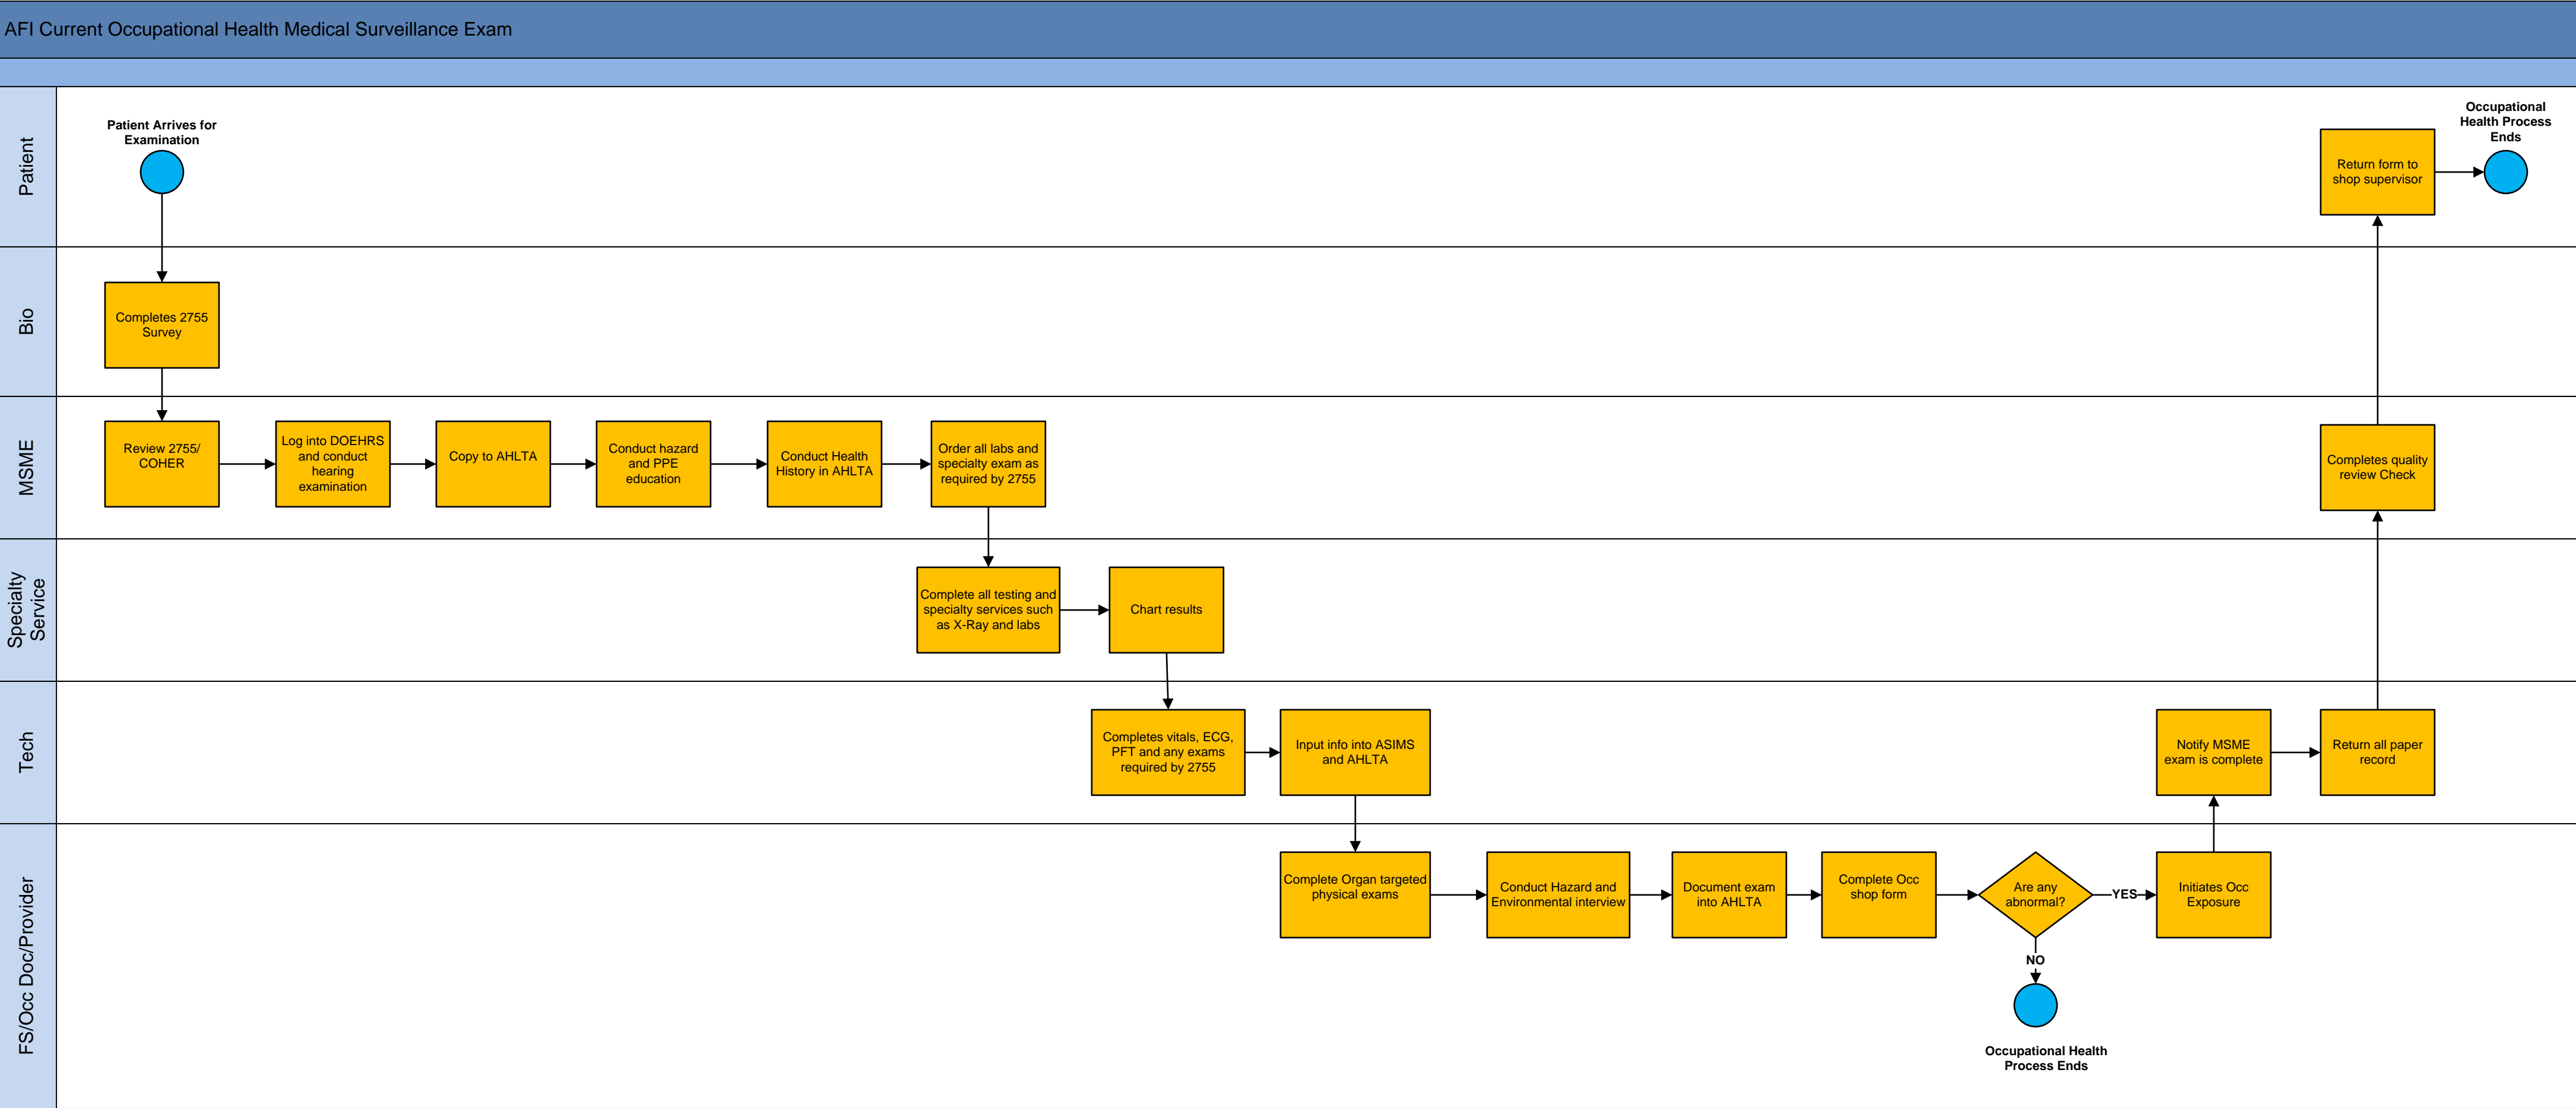 AFI Current Occupational Health Medical Surveillance Exam
Patient
Patient Arrives for
Examination
Return form to
shop supervisor
Occupational
Health Process
Ends
Bio
Completes 2755
Survey
MSME
Review 2755/
COHER
Log into DOEHRS
and conduct
hearing
examination
Copy to AHLTA
Conduct hazard
and PPE
education
Conduct Health
History in AHLTA
Order all labs and
specialty exam as
required by 2755
Completes quality
review Check
Specialty
Service
Complete all testing and
specialty services such
as X-Ray and labs
Chart results
Tech
Completes vitals, ECG,
PFT and any exams
required by 2755
Input info into ASIMS
and AHLTA
Notify MSME
exam is complete
Return all paper
record
FS/Occ Doc/Provider
Complete Organ targeted
physical exams
Conduct Hazard and
Environmental interview
Document exam
into AHLTA
Complete Occ
shop form
Are any
abnormal?
YES
Initiates Occ
Exposure
NO
Occupational Health
Process Ends